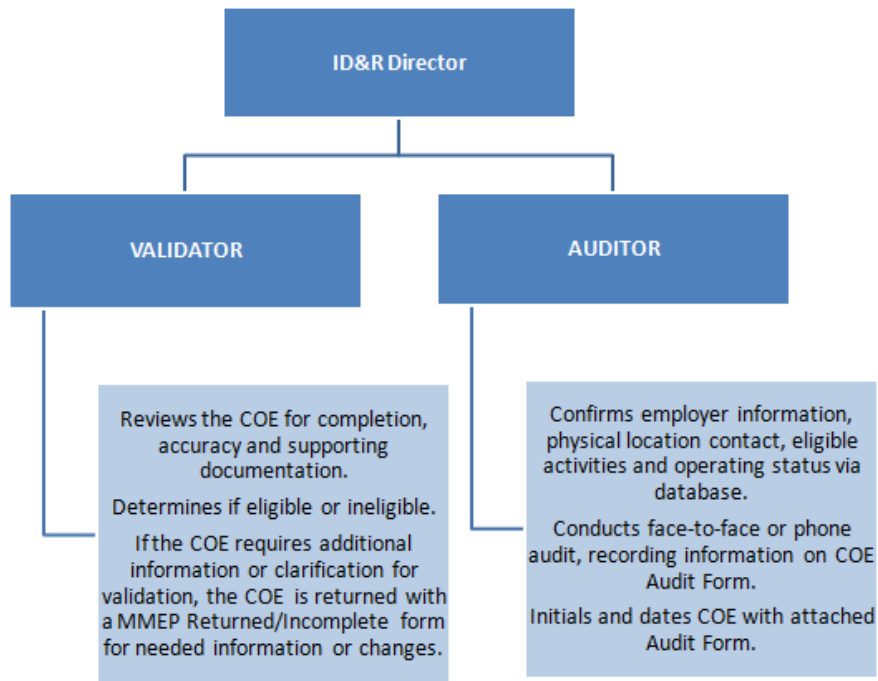 ID&R Director
VALIDATOR
AUDITOR
Reviews the COE for completion,
accuracy and supporting
documentation.
Determines if eligible or ineligible.
If the COE requires additional
information or clarification for
validation, the COE is returned with
a MMEP Returned/Incomplete form
for needed information or changes.
Confirms employer information,
physical location contact, eligible
activities and operating status via
database.
Conducts face-to-face or phone
audit, recording information on COE
Audit Form.
Initials and dates COE with attached
Audit Form.